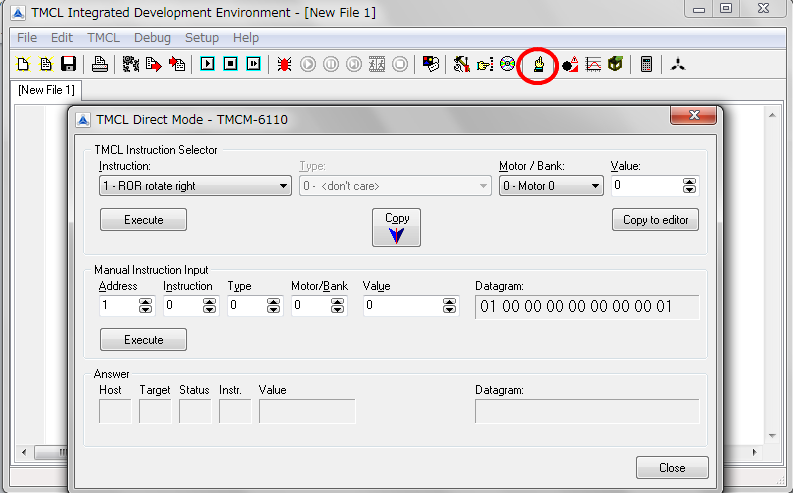 TMCL Integrated Development Environment - [New File 1]
File Edit TMCL Debug Setup Help
[New File 1]
TMCL Direct Mode - TMCM-6110
TMCL Instruction Selector
Instruction: Type: Motor / Bank: Value:
1 - ROR rotate right 0 - <don't care> 0 - Motor 0 0
Execute Copy Copy to editor
Manual Instruction Input
Address Instruction Type Motor/Bank Value Datagram:
1 0 0 0 0 01 00 00 00 00 00 00 00 01
Execute
Answer
Host Target Status Instr. Value Datagram:
Close